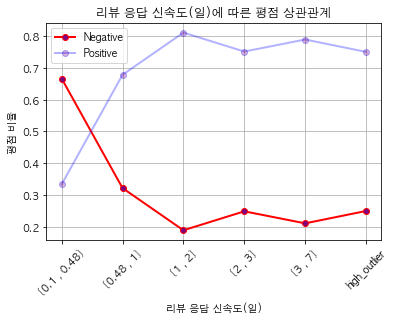 리뷰 응답 신속도(일)에 따른 평점 상관관계
Negative
Positive
평점 비율
0.8
0.7
0.6
0.5
0.4
0.3
0.2
(0.1 , 0.48)
(0.48 , 1)
(1 , 2)
(2 , 3)
(3 , 7)
high_outlier
리뷰 응답 신속도(일)